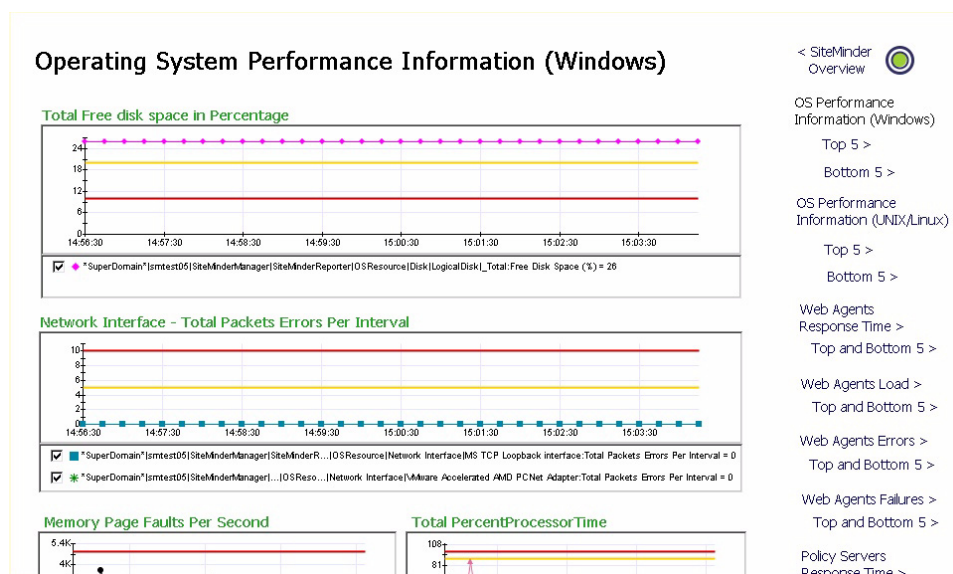 Operating System Performance Information (Windows)
< SiteMinder
Overview
Total Free disk space in Percentage
24
18
12
6
0
14:56:30 14:57:30 14:58:30 14:59:30 15:00:30 15:01:30 15:02:30 15:03:30
"SuperDomain"|smtest05|SiteMinderManager|SiteMinderReporter|OSResource|Disk|LogicalDisk|_Total:Free Disk Space (%) = 26
Network Interface - Total Packets Errors Per Interval
10
8
6
4
2
0
14:56:30 14:57:30 14:58:30 14:59:30 15:00:30 15:01:30 15:02:30 15:03:30
"SuperDomain"|smtest05|SiteMinderManager|SiteMinderR...|OSResource|Network Interface|MS TCP Loopback interface:Total Packets Errors Per Interval = 0
"SuperDomain"|smtest05|SiteMinderManager|...|OSReso...|Network Interface|VMware Accelerated AMD PCNet Adapter:Total Packets Errors Per Interval = 0
Memory Page Faults Per Second
5.4K
4K
Total PercentProcessorTime
108
81
OS Performance
Information (Windows)
Top 5 >
Bottom 5 >
OS Performance
Information (UNIX/Linux)
Top 5 >
Bottom 5 >
Web Agents
Response Time >
Top and Bottom 5 >
Web Agents Load >
Top and Bottom 5 >
Web Agents Errors >
Top and Bottom 5 >
Web Agents Failures >
Top and Bottom 5 >
Policy Servers
Response Time >